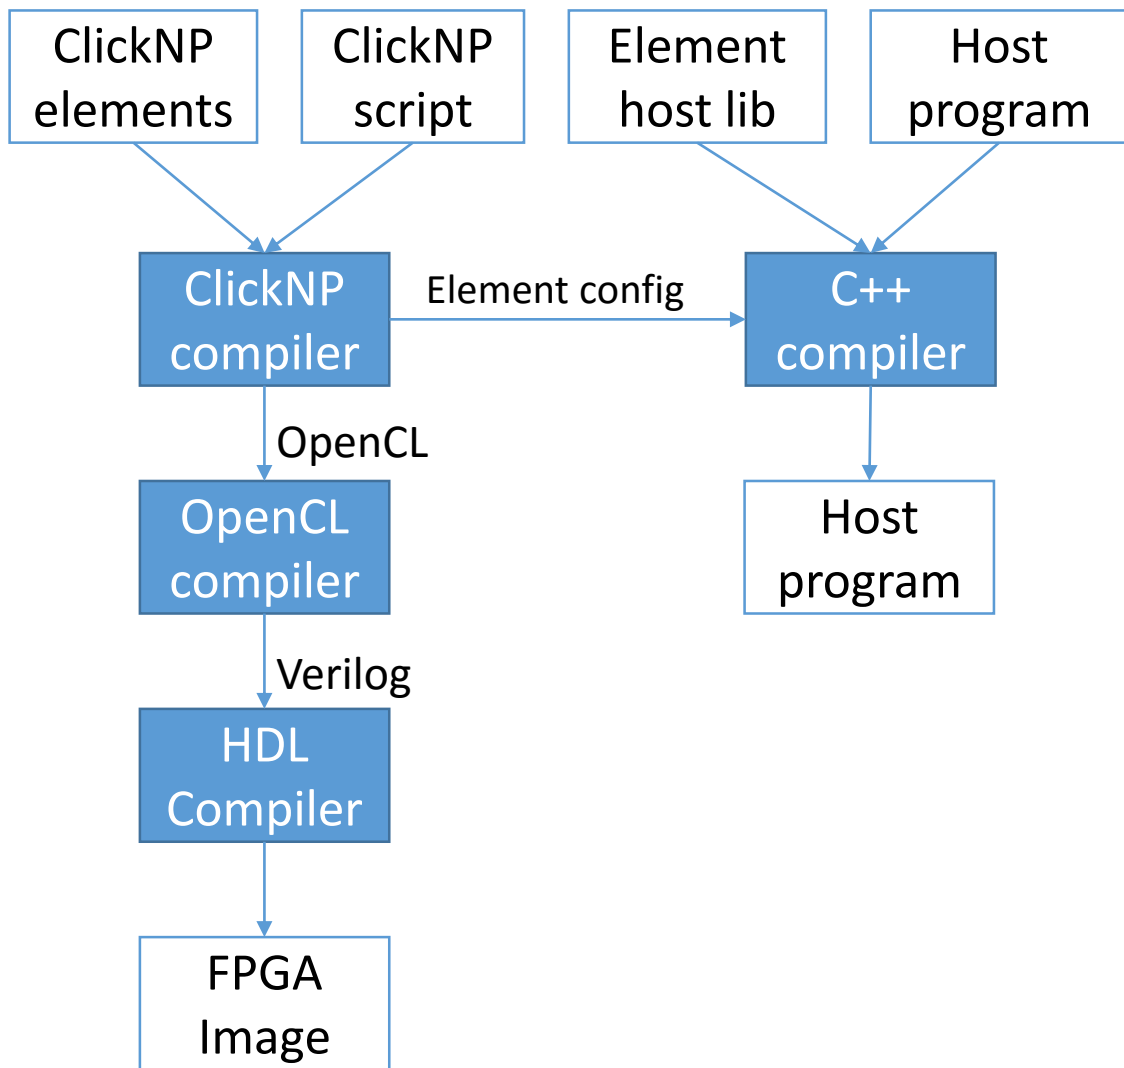 ClickNP
elements
ClickNP
script
Element
host lib
Host
program
ClickNP
compiler
Element config
C++
compiler
OpenCL
OpenCL
compiler
Host
program
Verilog
HDL
Compiler
FPGA
Image